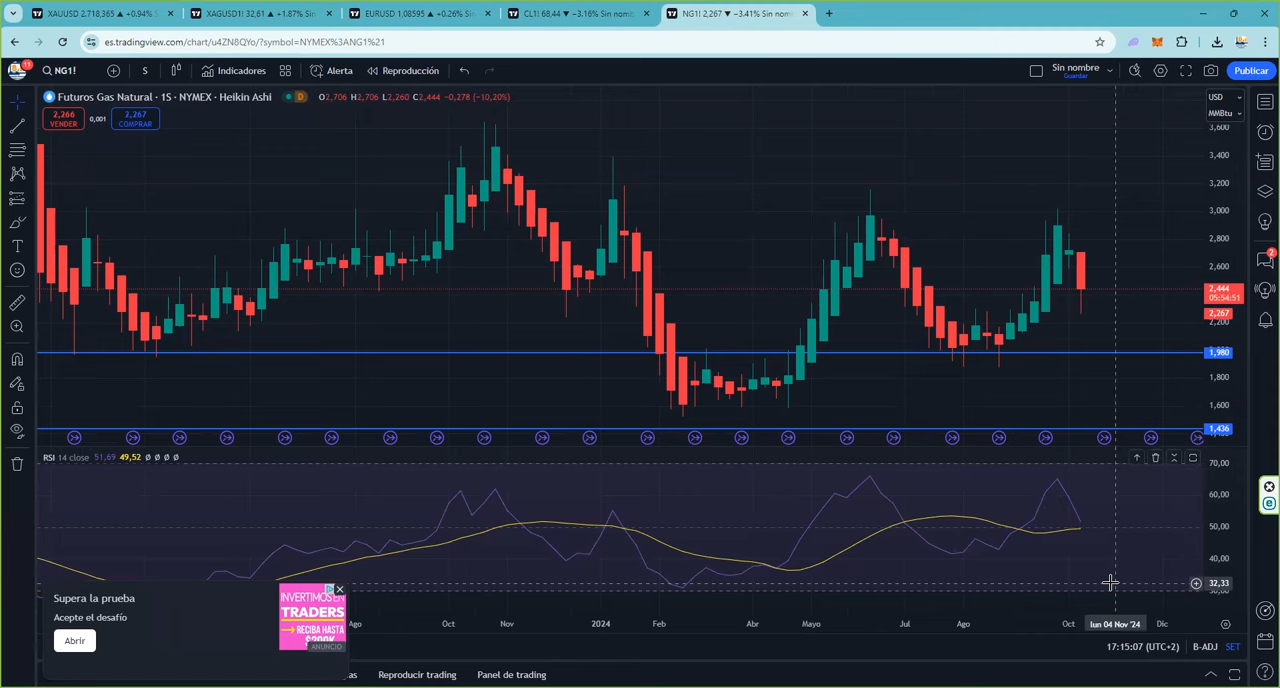 XAUUSD 2.718,365 ▲ +0.94% S
XAGUSD1! 32,61 ▲ +1.87% Sin
EURUSD 1,08595 ▲ +0.26% Sin
CL1! 68,44 ▼ −3.16% Sin nomb
NG1! 2,267 ▼ −3.41% Sin nomb
es.tradingview.com/chart/u4ZN8QYo/?symbol=NYMEX%3ANG1%21
11
NG1!
S
Indicadores
Alerta
Reproducción
Sin nombre
Guardar
Publicar
Futuros Gas Natural · 1S · NYMEX · Heikin Ashi
D
O2,706 H2,706 L2,260 C2,444 −0,278 (−10,20%)
USD
MMBtu
2,266
VENDER
0,001
2,267
COMPRAR
3,600
3,400
3,200
3,000
2,800
2,600
2,444
05:54:51
2,267
2,200
1,980
1,800
1,600
1,436
2
RSI 14 close 51,69 49,52 Ø Ø Ø Ø
70,00
60,00
50,00
40,00
32,33
30,00
Supera la prueba
Acepte el desafío
Abrir
INVERTIMOS EN
TRADERS
RECIBA HASTA
$200K
ANUNCIO
Ago
Oct
Nov
2024
Feb
Abr
Mayo
Jul
Ago
Oct
lun 04 Nov '24
Dic
17:15:07 (UTC+2)
B-ADJ
SET
as
Reproducir trading
Panel de trading